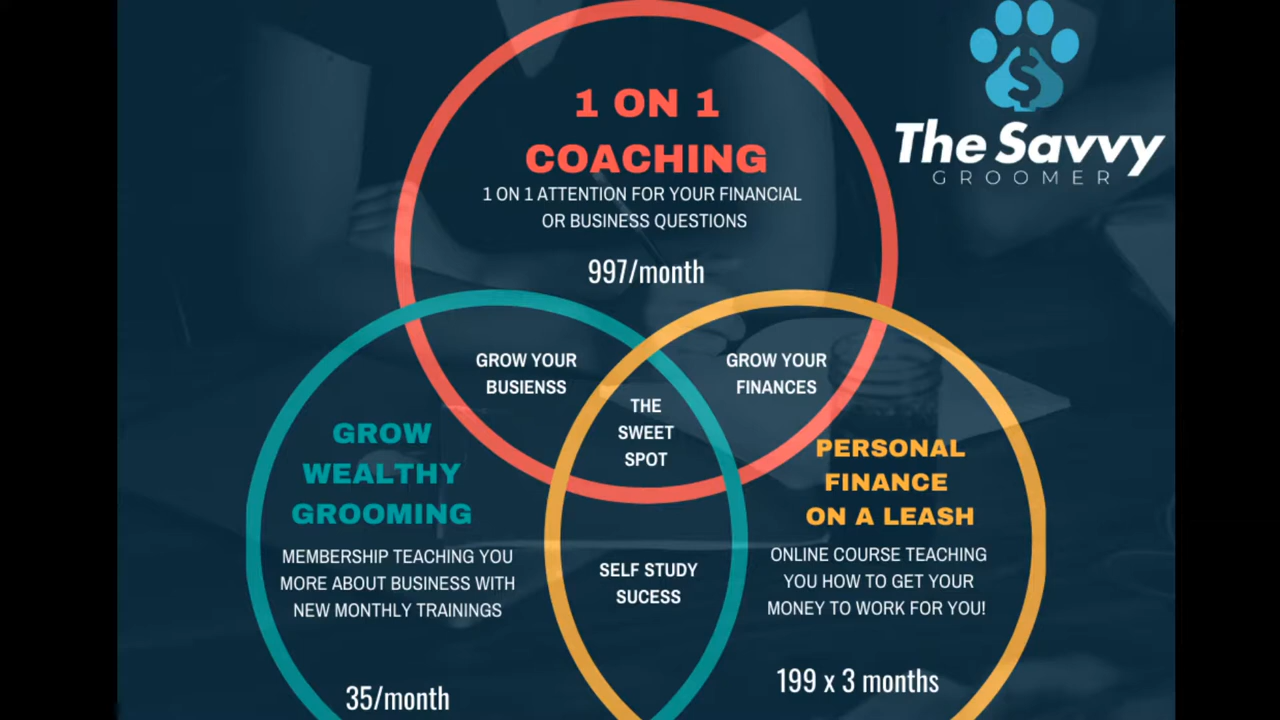 The Savvy
GROOMER
1 ON 1
COACHING
1 ON 1 ATTENTION FOR YOUR FINANCIAL
OR BUSINESS QUESTIONS
997/month
GROW YOUR
BUSIENSS
GROW YOUR
FINANCES
THE
SWEET
SPOT
GROW
WEALTHY
GROOMING
MEMBERSHIP TEACHING YOU
MORE ABOUT BUSINESS WITH
NEW MONTHLY TRAININGS
35/month
SELF STUDY
SUCESS
PERSONAL
FINANCE
ON A LEASH
ONLINE COURSE TEACHING
YOU HOW TO GET YOUR
MONEY TO WORK FOR YOU!
199 x 3 months